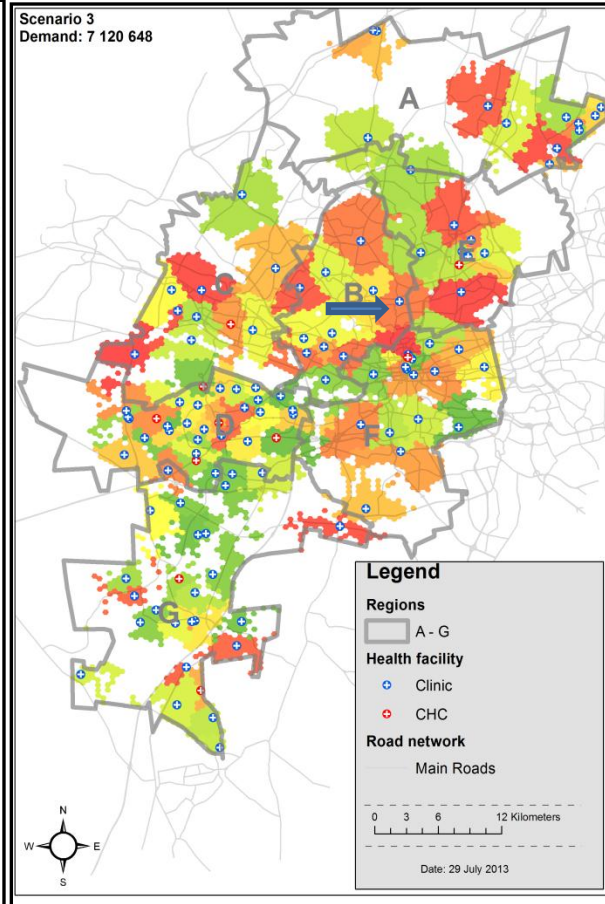 Scenario 3
Demand: 7 120 648
A
E
C
B
D
F
G
Legend
Regions
A - G
Health facility
Clinic
CHC
Road network
Main Roads
0 3 6 12 Kilometers
Date: 29 July 2013
N
W E
S